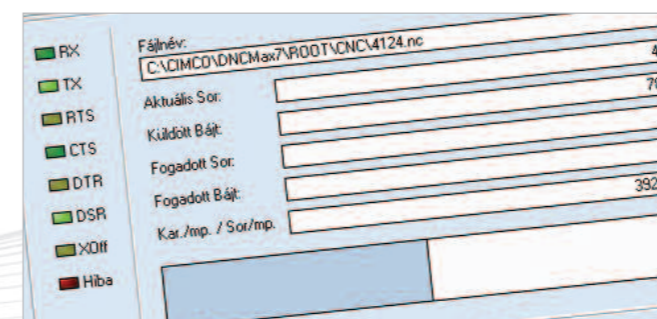 RX
TX
RTS
CTS
DTR
DSR
XOff
Hiba
Fájlnév:
C:\CIMCO\DNCMax7\ROOT\CNC\4124.nc
Aktuális Sor:
4
Küldött Bájt:
Fogadott Sor:
Fogadott Bájt:
Kar./mp. / Sor/mp.
392